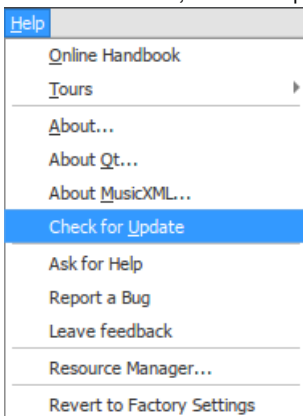 Help
Online Handbook
Tours
About...
About Qt...
About MusicXML...
Check for Update
Ask for Help
Report a Bug
Leave feedback
Resource Manager...
Revert to Factory Settings